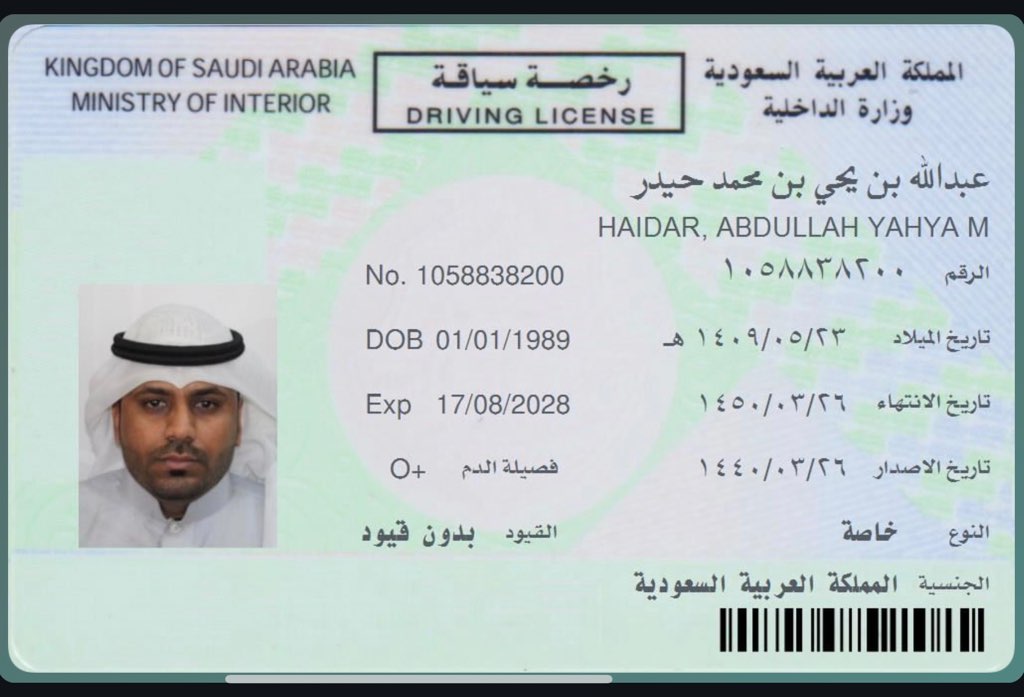 KINGDOM OF SAUDI ARABIA
MINISTRY OF INTERIOR
رخصة سياقة
DRIVING LICENSE
المملكة العربية السعودية
وزارة الداخلية
عبدالله بن يحي بن محمد حيدر
HAIDAR, ABDULLAH YAHYA M
No. 1058838200
الرقم ١٠٥٨٨٣٨٢٠٠
DOB 01/01/1989
تاريخ الميلاد ١٤٠٩/٠٥/٢٣ هـ
Exp 17/08/2028
تاريخ الانتهاء ١٤٥٠/٠٣/٢٦
فصيلة الدم O+
تاريخ الاصدار ١٤٤٠/٠٣/٢٦
النوع خاصة
القيود بدون قيود
الجنسية المملكة العربية السعودية